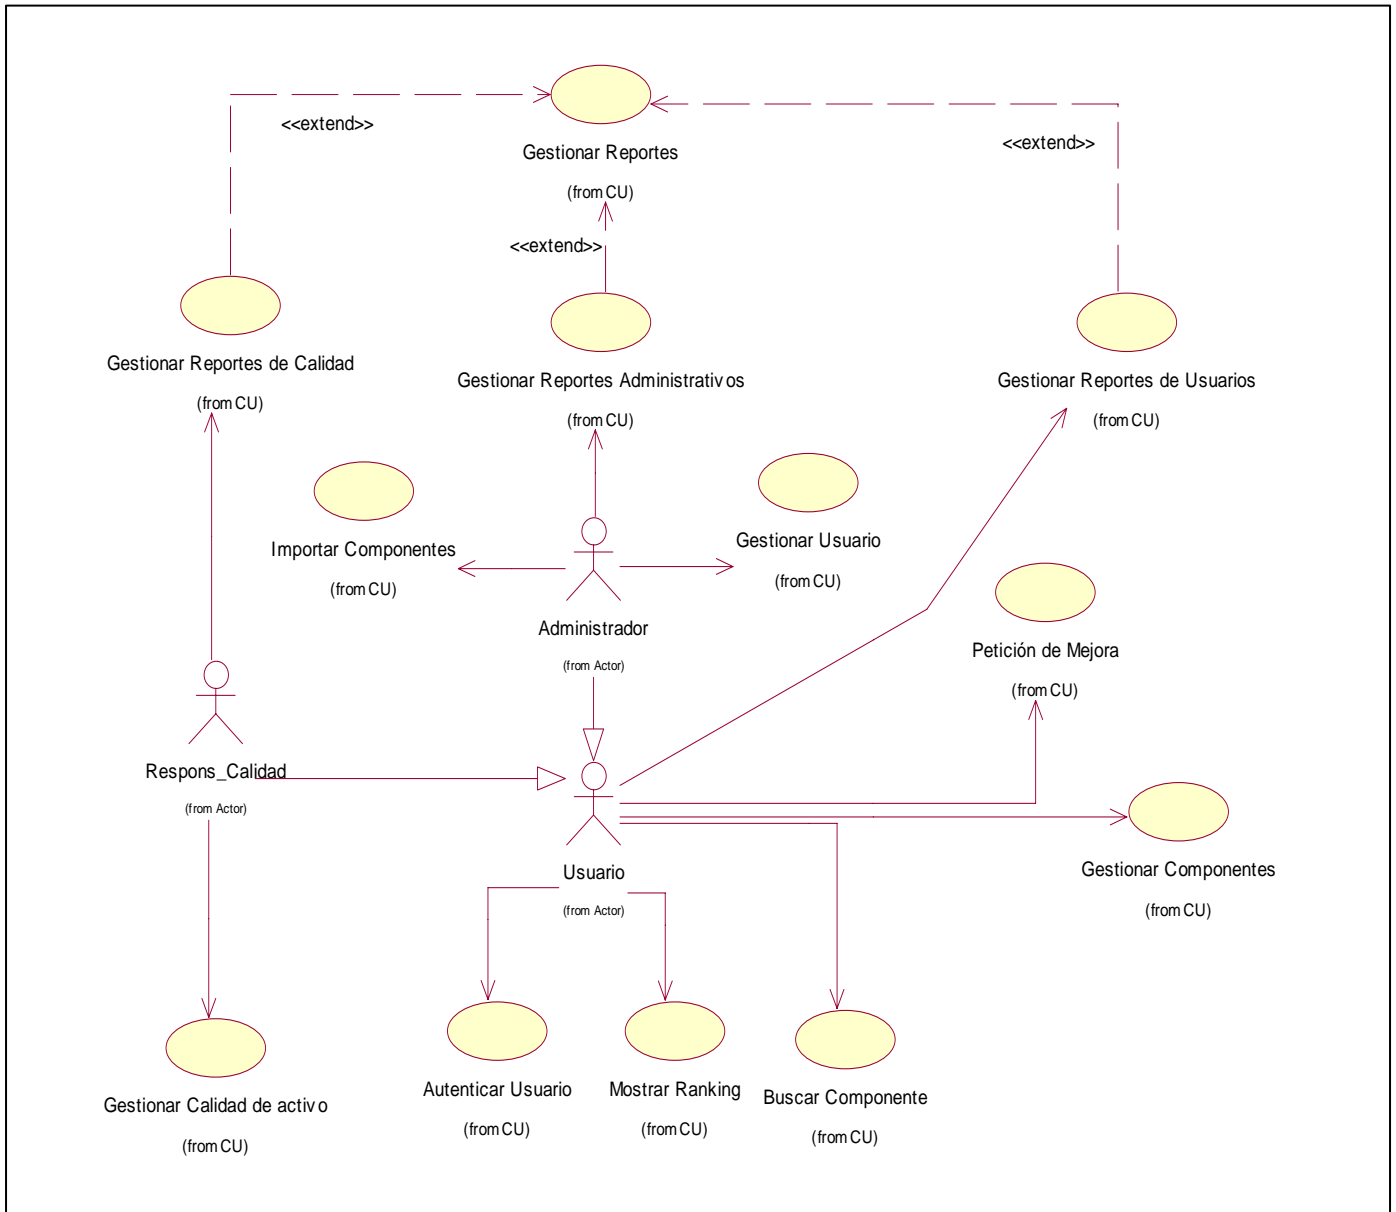 <<extend>>
Gestionar Reportes
(from CU)
<<extend>>
<<extend>>
Gestionar Reportes de Calidad
(from CU)
Gestionar Reportes Administrativos
(from CU)
Gestionar Reportes de Usuarios
(from CU)
Importar Componentes
(from CU)
Gestionar Usuario
(from CU)
Administrador
(from Actor)
Petición de Mejora
(from CU)
Respons_Calidad
(from Actor)
Usuario
(from Actor)
Gestionar Componentes
(from CU)
Gestionar Calidad de activo
(from CU)
Autenticar Usuario
(from CU)
Mostrar Ranking
(from CU)
Buscar Componente
(from CU)